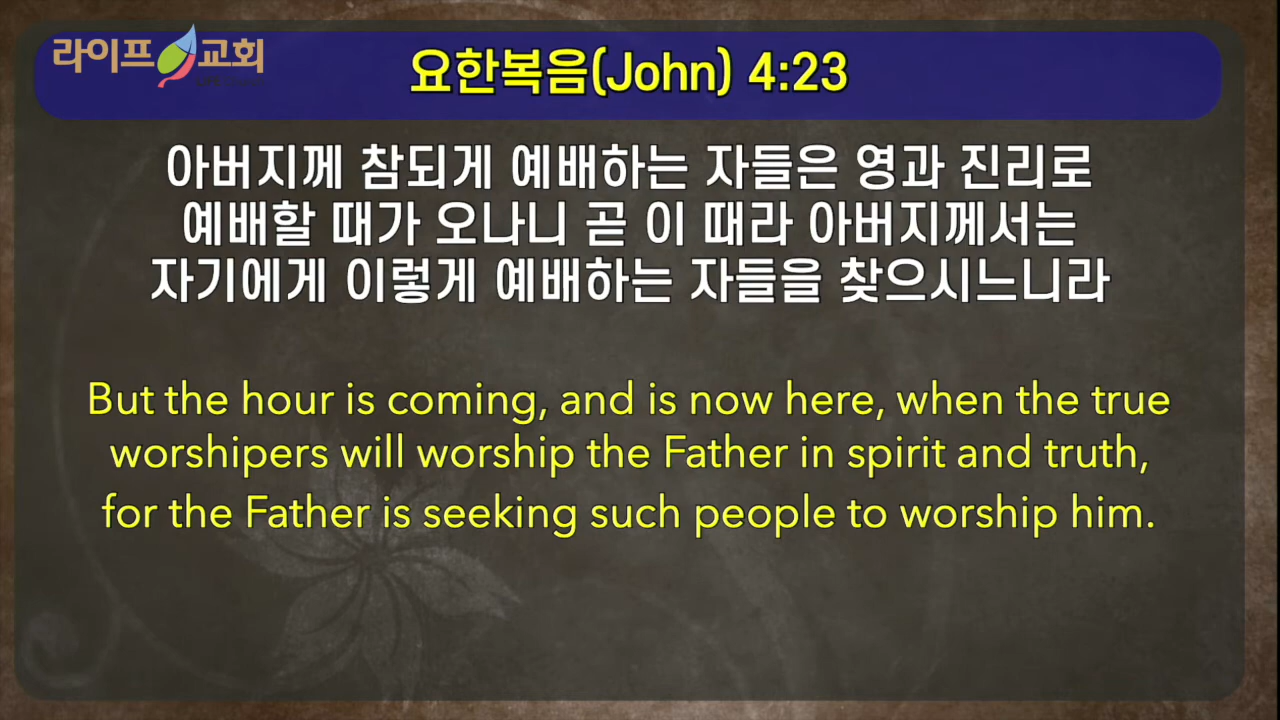 라이프 교회
요한복음(John) 4:23
아버지께 참되게 예배하는 자들은 영과 진리로
예배할 때가 오나니 곧 이 때라 아버지께서는
자기에게 이렇게 예배하는 자들을 찾으시느니라
But the hour is coming, and is now here, when the true
worshipers will worship the Father in spirit and truth,
for the Father is seeking such people to worship him.